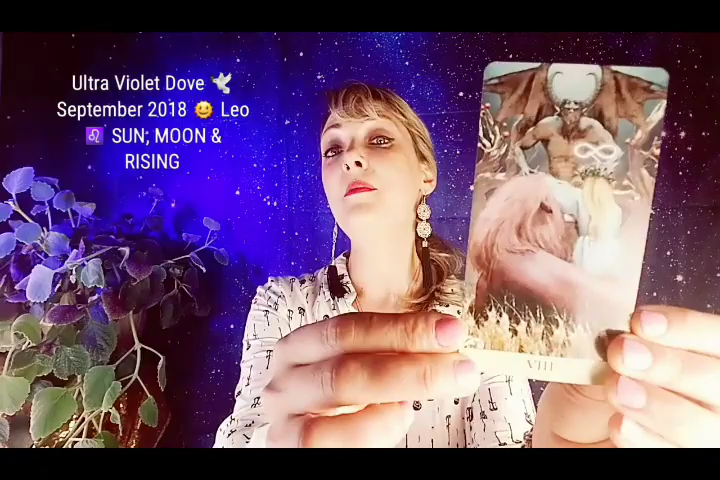 Ultra Violet Dove 🕊️
September 2018 😃 Leo
♌ SUN; MOON &
RISING
VIII